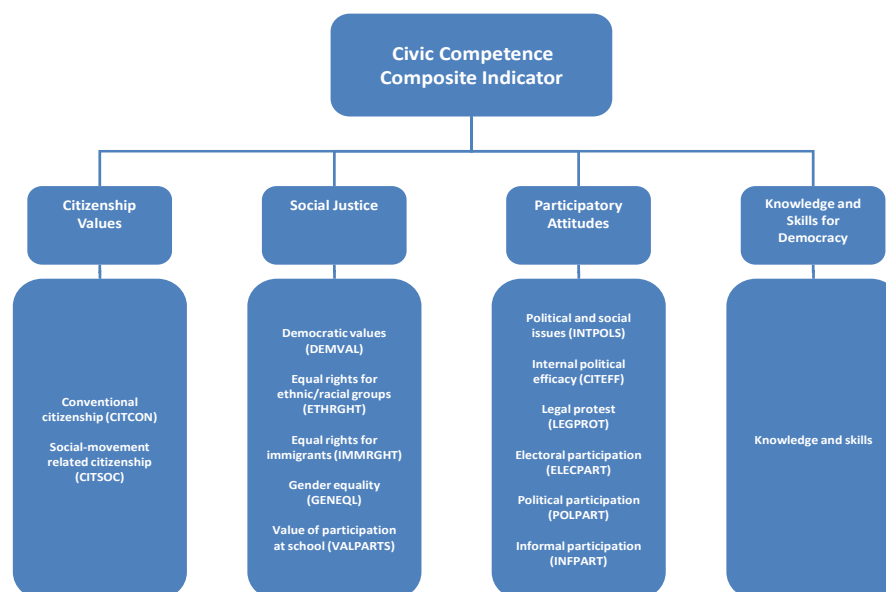 Civic Competence
Composite Indicator
Citizenship
Values
Social Justice
Participatory
Attitudes
Knowledge and
Skills for
Democracy
Conventional
citizenship (CITCON)
Social-movement
related citizenship
(CITSOC)
Democratic values
(DEMVAL)
Equal rights for
ethnic/racial groups
(ETHRGHT)
Equal rights for
immigrants (IMMRGHT)
Gender equality
(GENEQL)
Value of participation
at school (VALPARTS)
Political and social
issues (INTPOLS)
Internal political
efficacy (CITEFF)
Legal protest
(LEGPROT)
Electoral participation
(ELECPART)
Political participation
(POLPART)
Informal participation
(INFPART)
Knowledge and skills